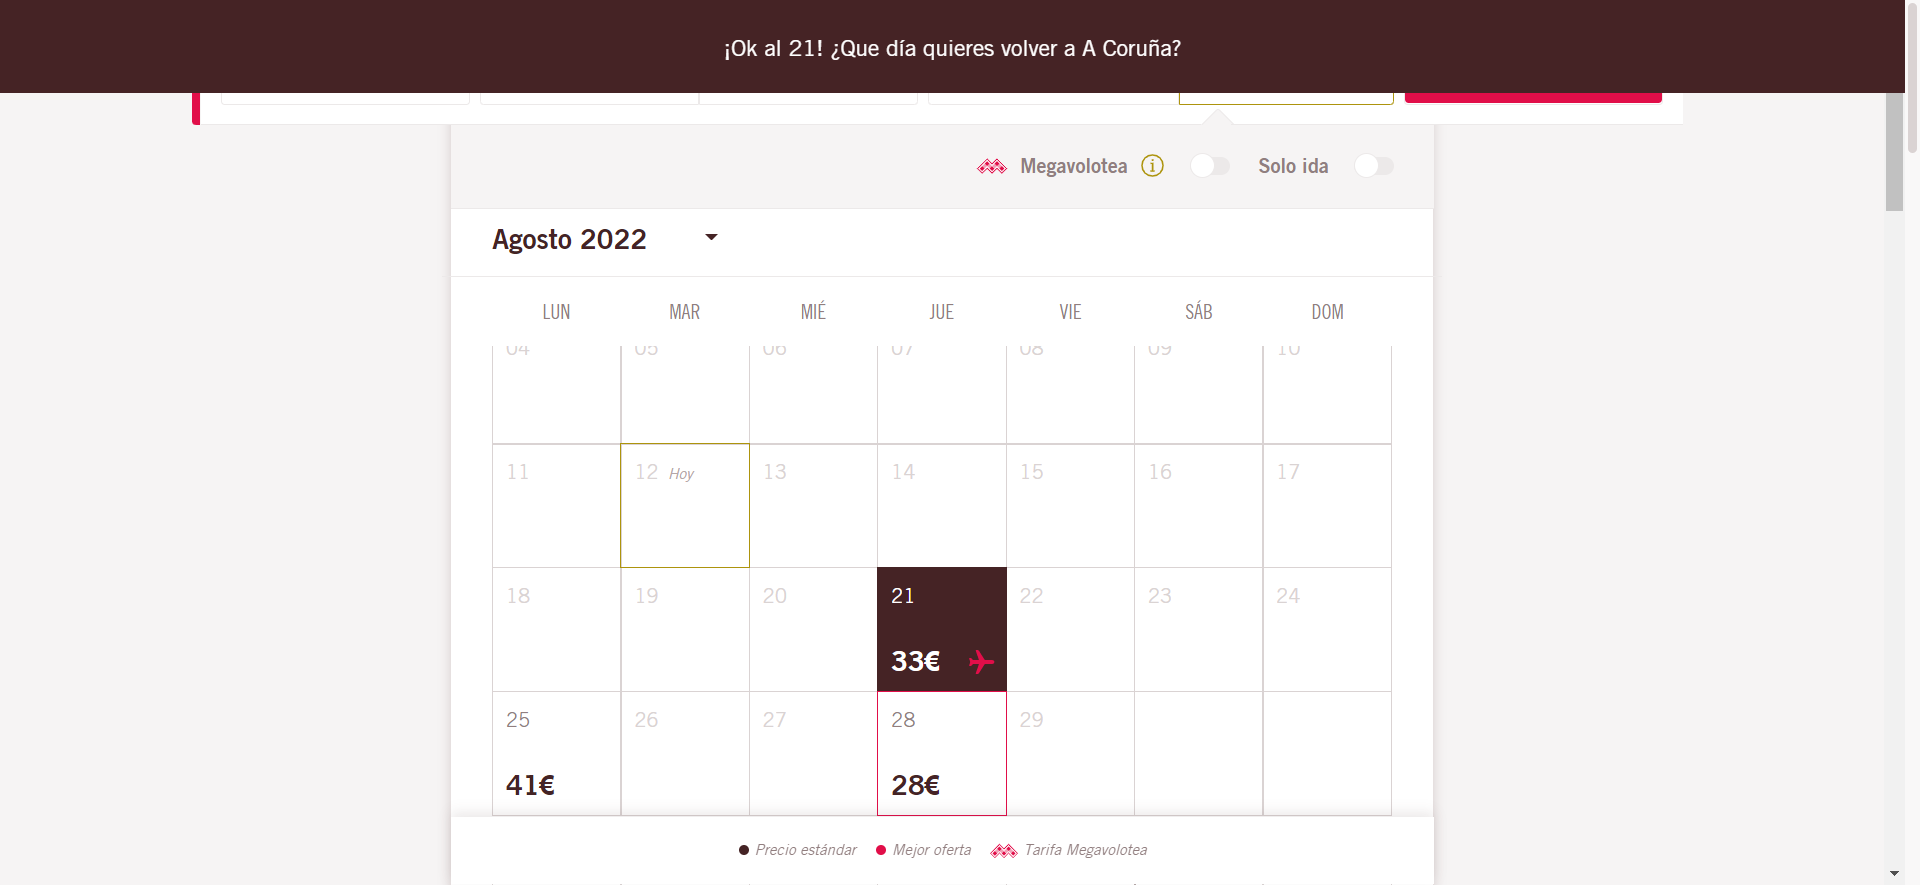 ¡Ok al 21! ¿Que día quieres volver a A Coruña?
Megavolotea Solo ida
Agosto 2022
LUN MAR MIÉ JUE VIE SÁB DOM
04 05 06 07 08 09 10
11 12 Hoy 13 14 15 16 17
18 19 20 21 22 23 24
33€
25 26 27 28 29
41€ 28€
Precio estándar Mejor oferta Tarifa Megavolotea